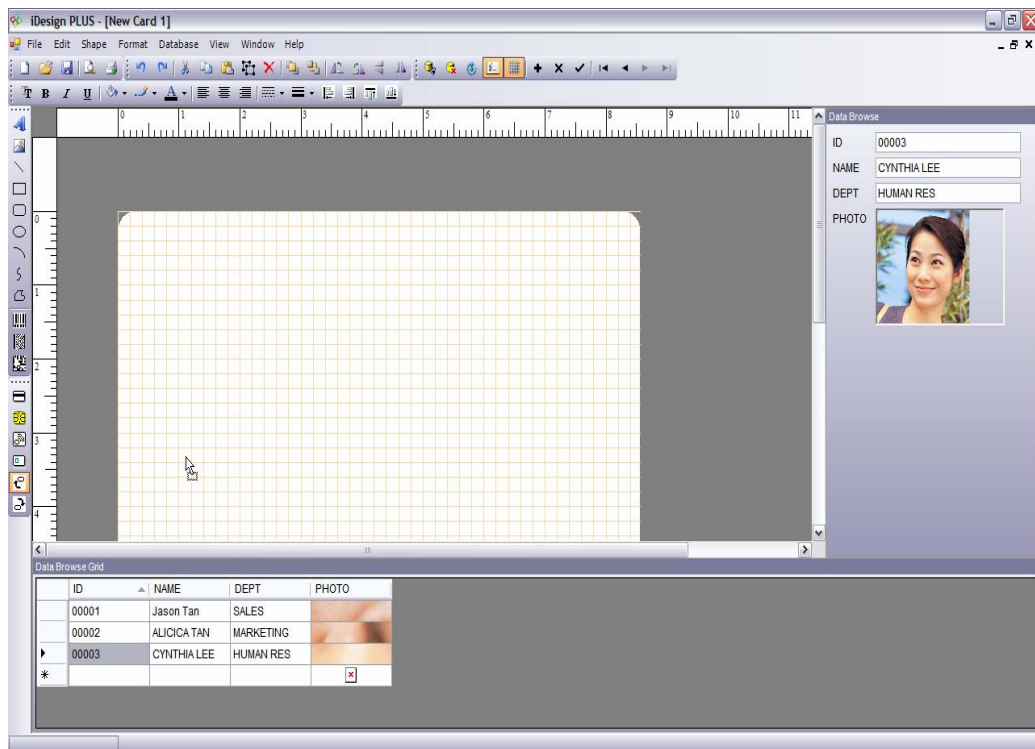 iDesign PLUS - [New Card 1]
File Edit Shape Format Database View Window Help
B I U A
0 1 2 3 4 5 6 7 8 9 10 11
Data Browse
ID 00003
NAME CYNTHIA LEE
DEPT HUMAN RES
PHOTO
0
1
2
3
4
Data Browse Grid
ID NAME DEPT PHOTO
00001 Jason Tan SALES
00002 ALICICA TAN MARKETING
00003 CYNTHIA LEE HUMAN RES